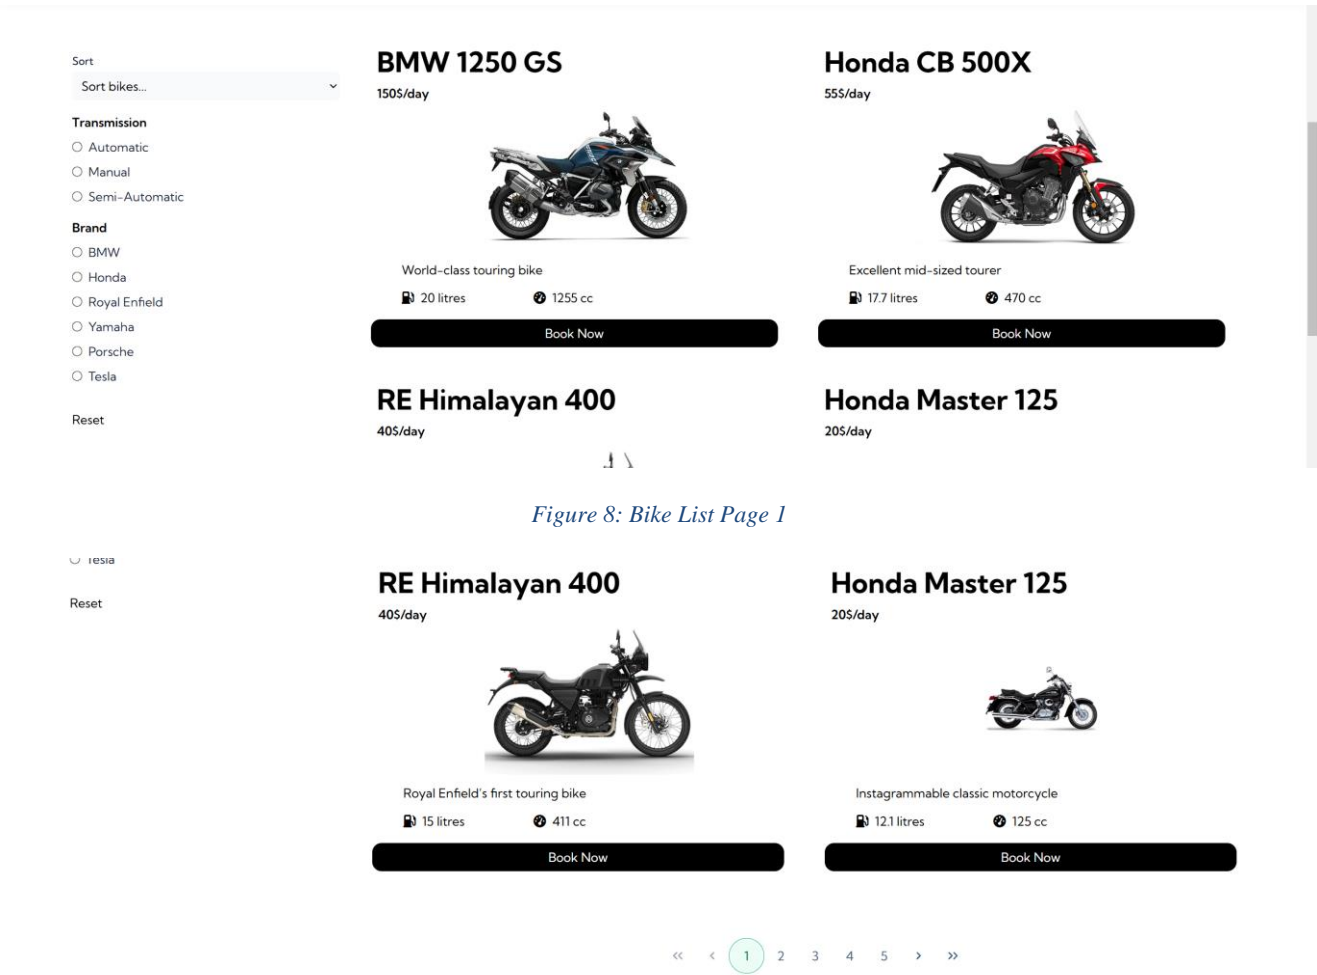 Sort
Sort bikes...
Transmission
Automatic
Manual
Semi-Automatic
Brand
BMW
Honda
Royal Enfield
Yamaha
Porsche
Tesla
Reset
BMW 1250 GS
150$/day
World-class touring bike
20 litres 1255 cc
Book Now
Honda CB 500X
55$/day
Excellent mid-sized tourer
17.7 litres 470 cc
Book Now
RE Himalayan 400
40$/day
Honda Master 125
20$/day
Figure 8: Bike List Page 1
Tesla
Reset
RE Himalayan 400
40$/day
Royal Enfield's first touring bike
15 litres 411 cc
Book Now
Honda Master 125
20$/day
Instagrammable classic motorcycle
12.1 litres 125 cc
Book Now
« ‹ 1 2 3 4 5 › »